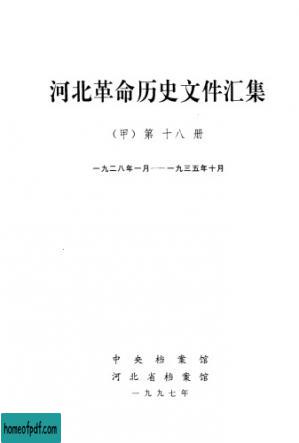 河北革命历史文件汇集
（甲）第十八册
一九二八年一月——一九三五年十月
中央档案馆
河北省档案馆
一九九七年
homeofpdf.com